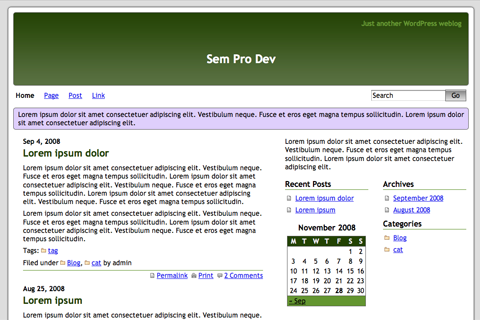 Just another WordPress weblog
Sem Pro Dev
Home Page Post Link
Search Go
Lorem ipsum dolor sit amet consectetuer adipiscing elit. Vestibulum neque. Fusce et eros eget magna tempus sollicitudin. Lorem ipsum dolor
sit amet consectetuer adipiscing elit.
Sep 4, 2008
Lorem ipsum dolor
Lorem ipsum dolor sit amet consectetuer adipiscing elit. Vestibulum neque.
Fusce et eros eget magna tempus sollicitudin. Lorem ipsum dolor sit amet
consectetuer adipiscing elit. Vestibulum neque. Fusce et eros eget magna
tempus sollicitudin. Lorem ipsum dolor sit amet consectetuer adipiscing elit.
Vestibulum neque. Fusce et eros eget magna tempus sollicitudin.
Lorem ipsum dolor sit amet consectetuer adipiscing elit. Vestibulum neque.
Fusce et eros eget magna tempus sollicitudin. Lorem ipsum dolor sit amet
consectetuer adipiscing elit. Vestibulum neque. Fusce et eros eget magna
tempus sollicitudin.
Tags: tag
Filed under Blog, cat by admin
Permalink Print 2 Comments
Aug 25, 2008
Lorem ipsum
Lorem ipsum dolor sit amet consectetuer adipiscing elit. Vestibulum neque.
Lorem ipsum dolor sit amet consectetuer adipiscing elit.
Vestibulum neque. Fusce et eros eget magna tempus
sollicitudin. Lorem ipsum dolor sit amet consectetuer
adipiscing elit.
Recent Posts
Lorem ipsum dolor
Lorem ipsum
November 2008
M T W T F S S
1 2
3 4 5 6 7 8 9
10 11 12 13 14 15 16
17 18 19 20 21 22 23
24 25 26 27 28 29 30
« Sep
Archives
September 2008
August 2008
Categories
Blog
cat